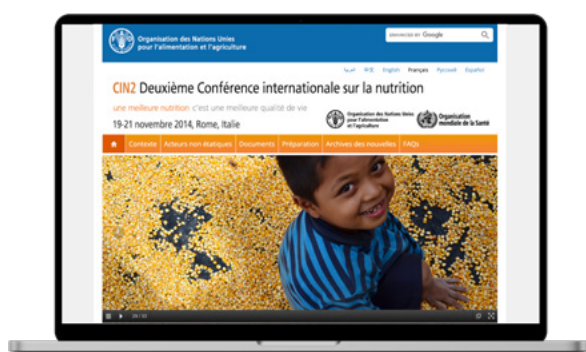 Organisation des Nations Unies
pour l'alimentation et l'agriculture
ENHANCED BY Google
中文 English Français Русский Español
CIN2 Deuxième Conférence internationale sur la nutrition
une meilleure nutrition c'est une meilleure qualité de vie
19-21 novembre 2014, Rome, Italie
Organisation des Nations Unies
pour l'alimentation
et l'agriculture
Organisation
mondiale de la Santé
Contexte Acteurs non étatiques Documents Préparation Archives des nouvelles FAQs